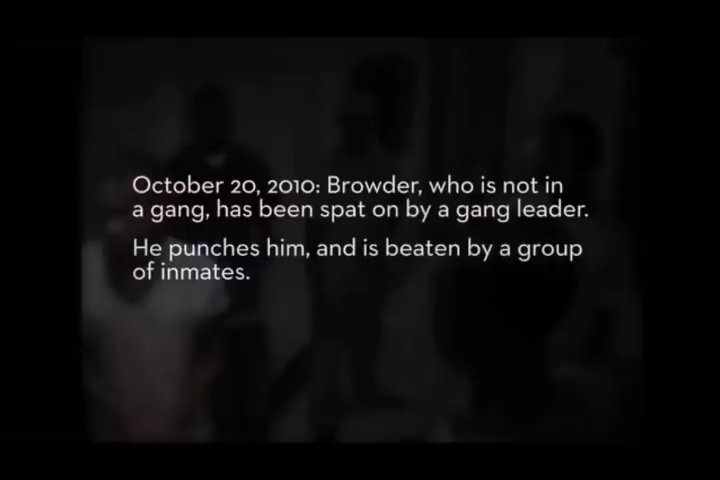 October 20, 2010: Browder, who is not in
a gang, has been spat on by a gang leader.
He punches him, and is beaten by a group
of inmates.